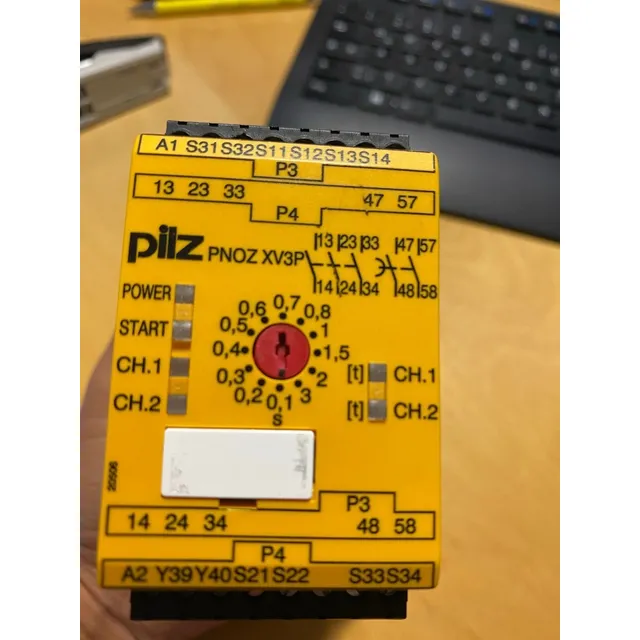 A1 S31 S32 S11 S12 S13 S14
P3
13 23 33 47 57
P4
pilz PNOZ XV3P
13 23 33 47 57
14 24 34 48 58
POWER
START
CH.1
CH.2
0,6 0,7 0,8
0,5 1
0,4 1,5
0,3 2
0,2 0,1 3
s
[t] CH.1
[t] CH.2
P3
14 24 34 48 58
P4
A2 Y39 Y40 S21 S22 S33 S34